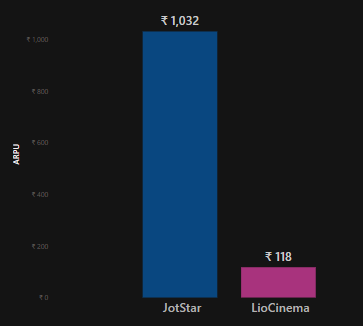 ₹ 1,032
₹ 1,000
₹ 800
₹ 600
₹ 400
₹ 200
₹ 0
ARPU
₹ 118
JotStar
LioCinema